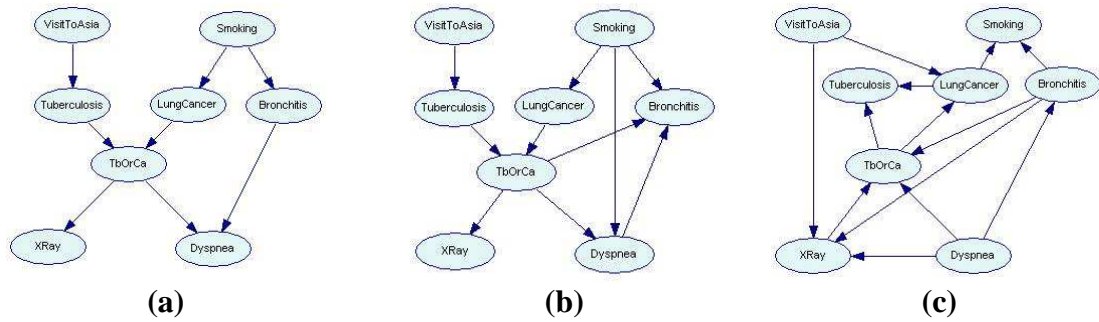 VisitToAsia
Smoking
Tuberculosis
LungCancer
Bronchitis
TbOrCa
XRay
Dyspnea
(a)
VisitToAsia
Smoking
Tuberculosis
LungCancer
Bronchitis
TbOrCa
XRay
Dyspnea
(b)
VisitToAsia
Smoking
Tuberculosis
LungCancer
Bronchitis
TbOrCa
XRay
Dyspnea
(c)